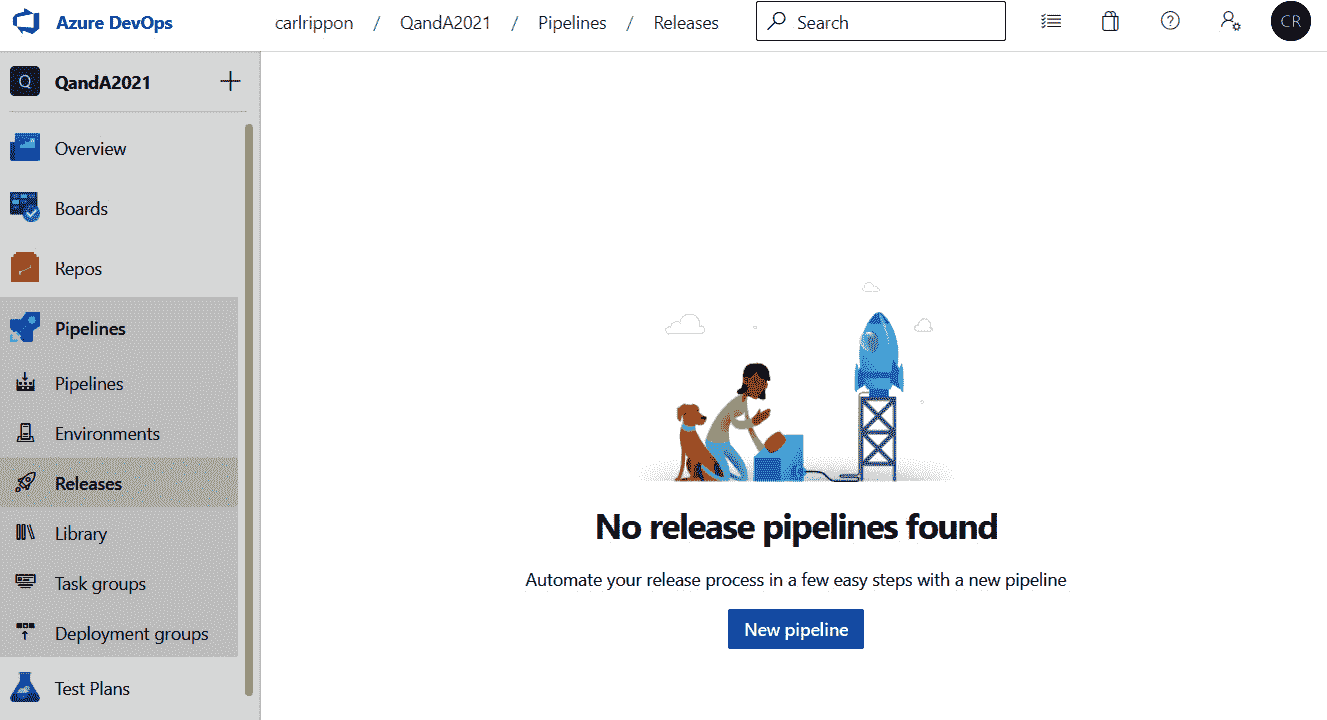 Azure DevOps
carlrippon / QandA2021 / Pipelines / Releases
Search
CR
Q
QandA2021
Overview
Boards
Repos
Pipelines
Pipelines
Environments
Releases
Library
Task groups
Deployment groups
Test Plans
No release pipelines found
Automate your release process in a few easy steps with a new pipeline
New pipeline